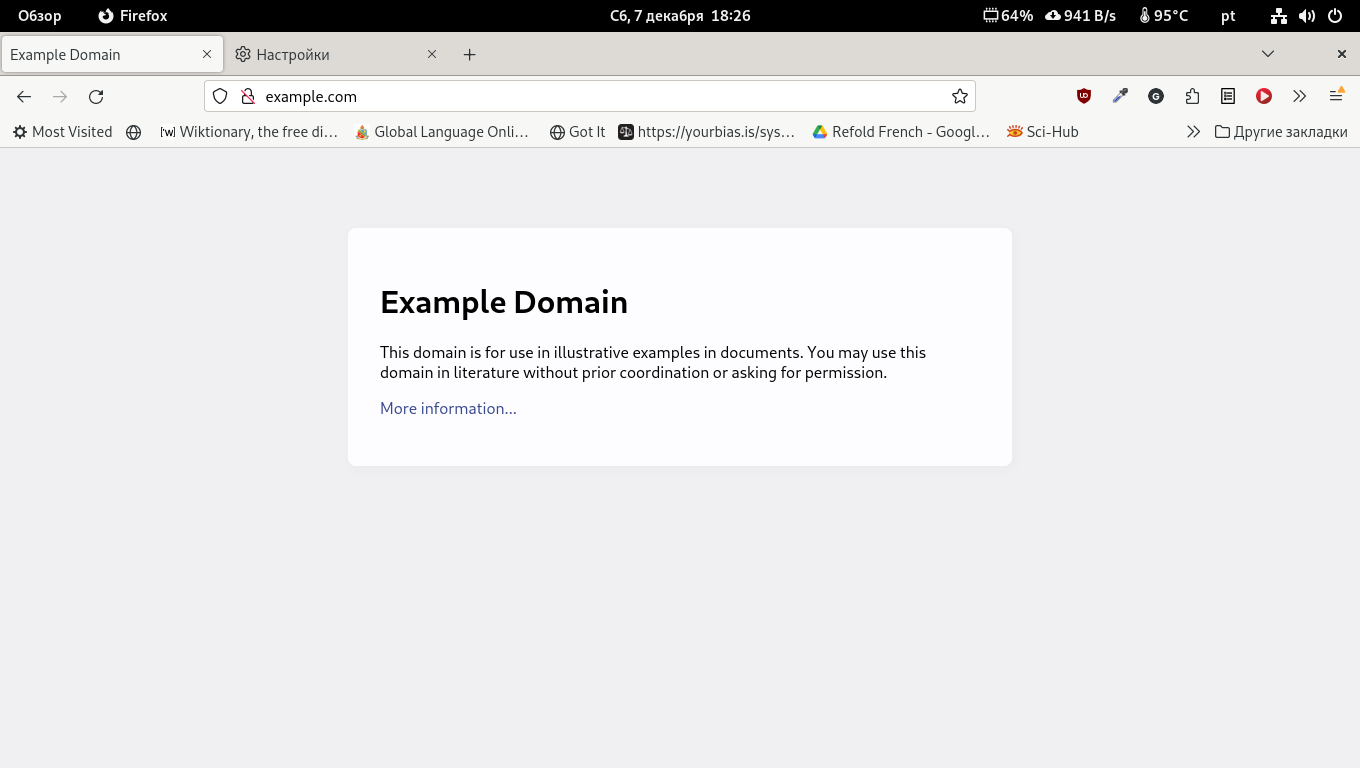 Обзор Firefox Сб, 7 декабря 18:26 64% 941 B/s 95°C pt
Example Domain Настройки
example.com
Most Visited Wiktionary, the free di… Global Language Onli… Got It https://yourbias.is/sys… Refold French - Googl… Sci-Hub Другие закладки
Example Domain
This domain is for use in illustrative examples in documents. You may use this
domain in literature without prior coordination or asking for permission.
More information...